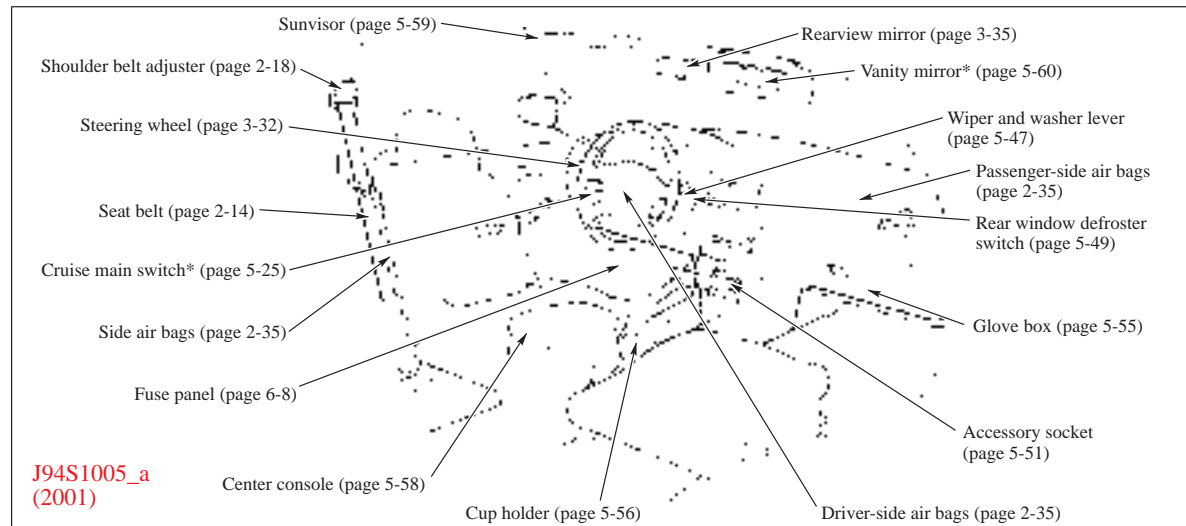 Sunvisor (page 5-59)
Rearview mirror (page 3-35)
Shoulder belt adjuster (page 2-18)
Vanity mirror* (page 5-60)
Steering wheel (page 3-32)
Wiper and washer lever
(page 5-47)
Passenger-side air bags
(page 2-35)
Seat belt (page 2-14)
Rear window defroster
switch (page 5-49)
Cruise main switch* (page 5-25)
Side air bags (page 2-35)
Glove box (page 5-55)
Fuse panel (page 6-8)
Accessory socket
(page 5-51)
J94S1005_a
(2001)
Center console (page 5-58)
Cup holder (page 5-56)
Driver-side air bags (page 2-35)